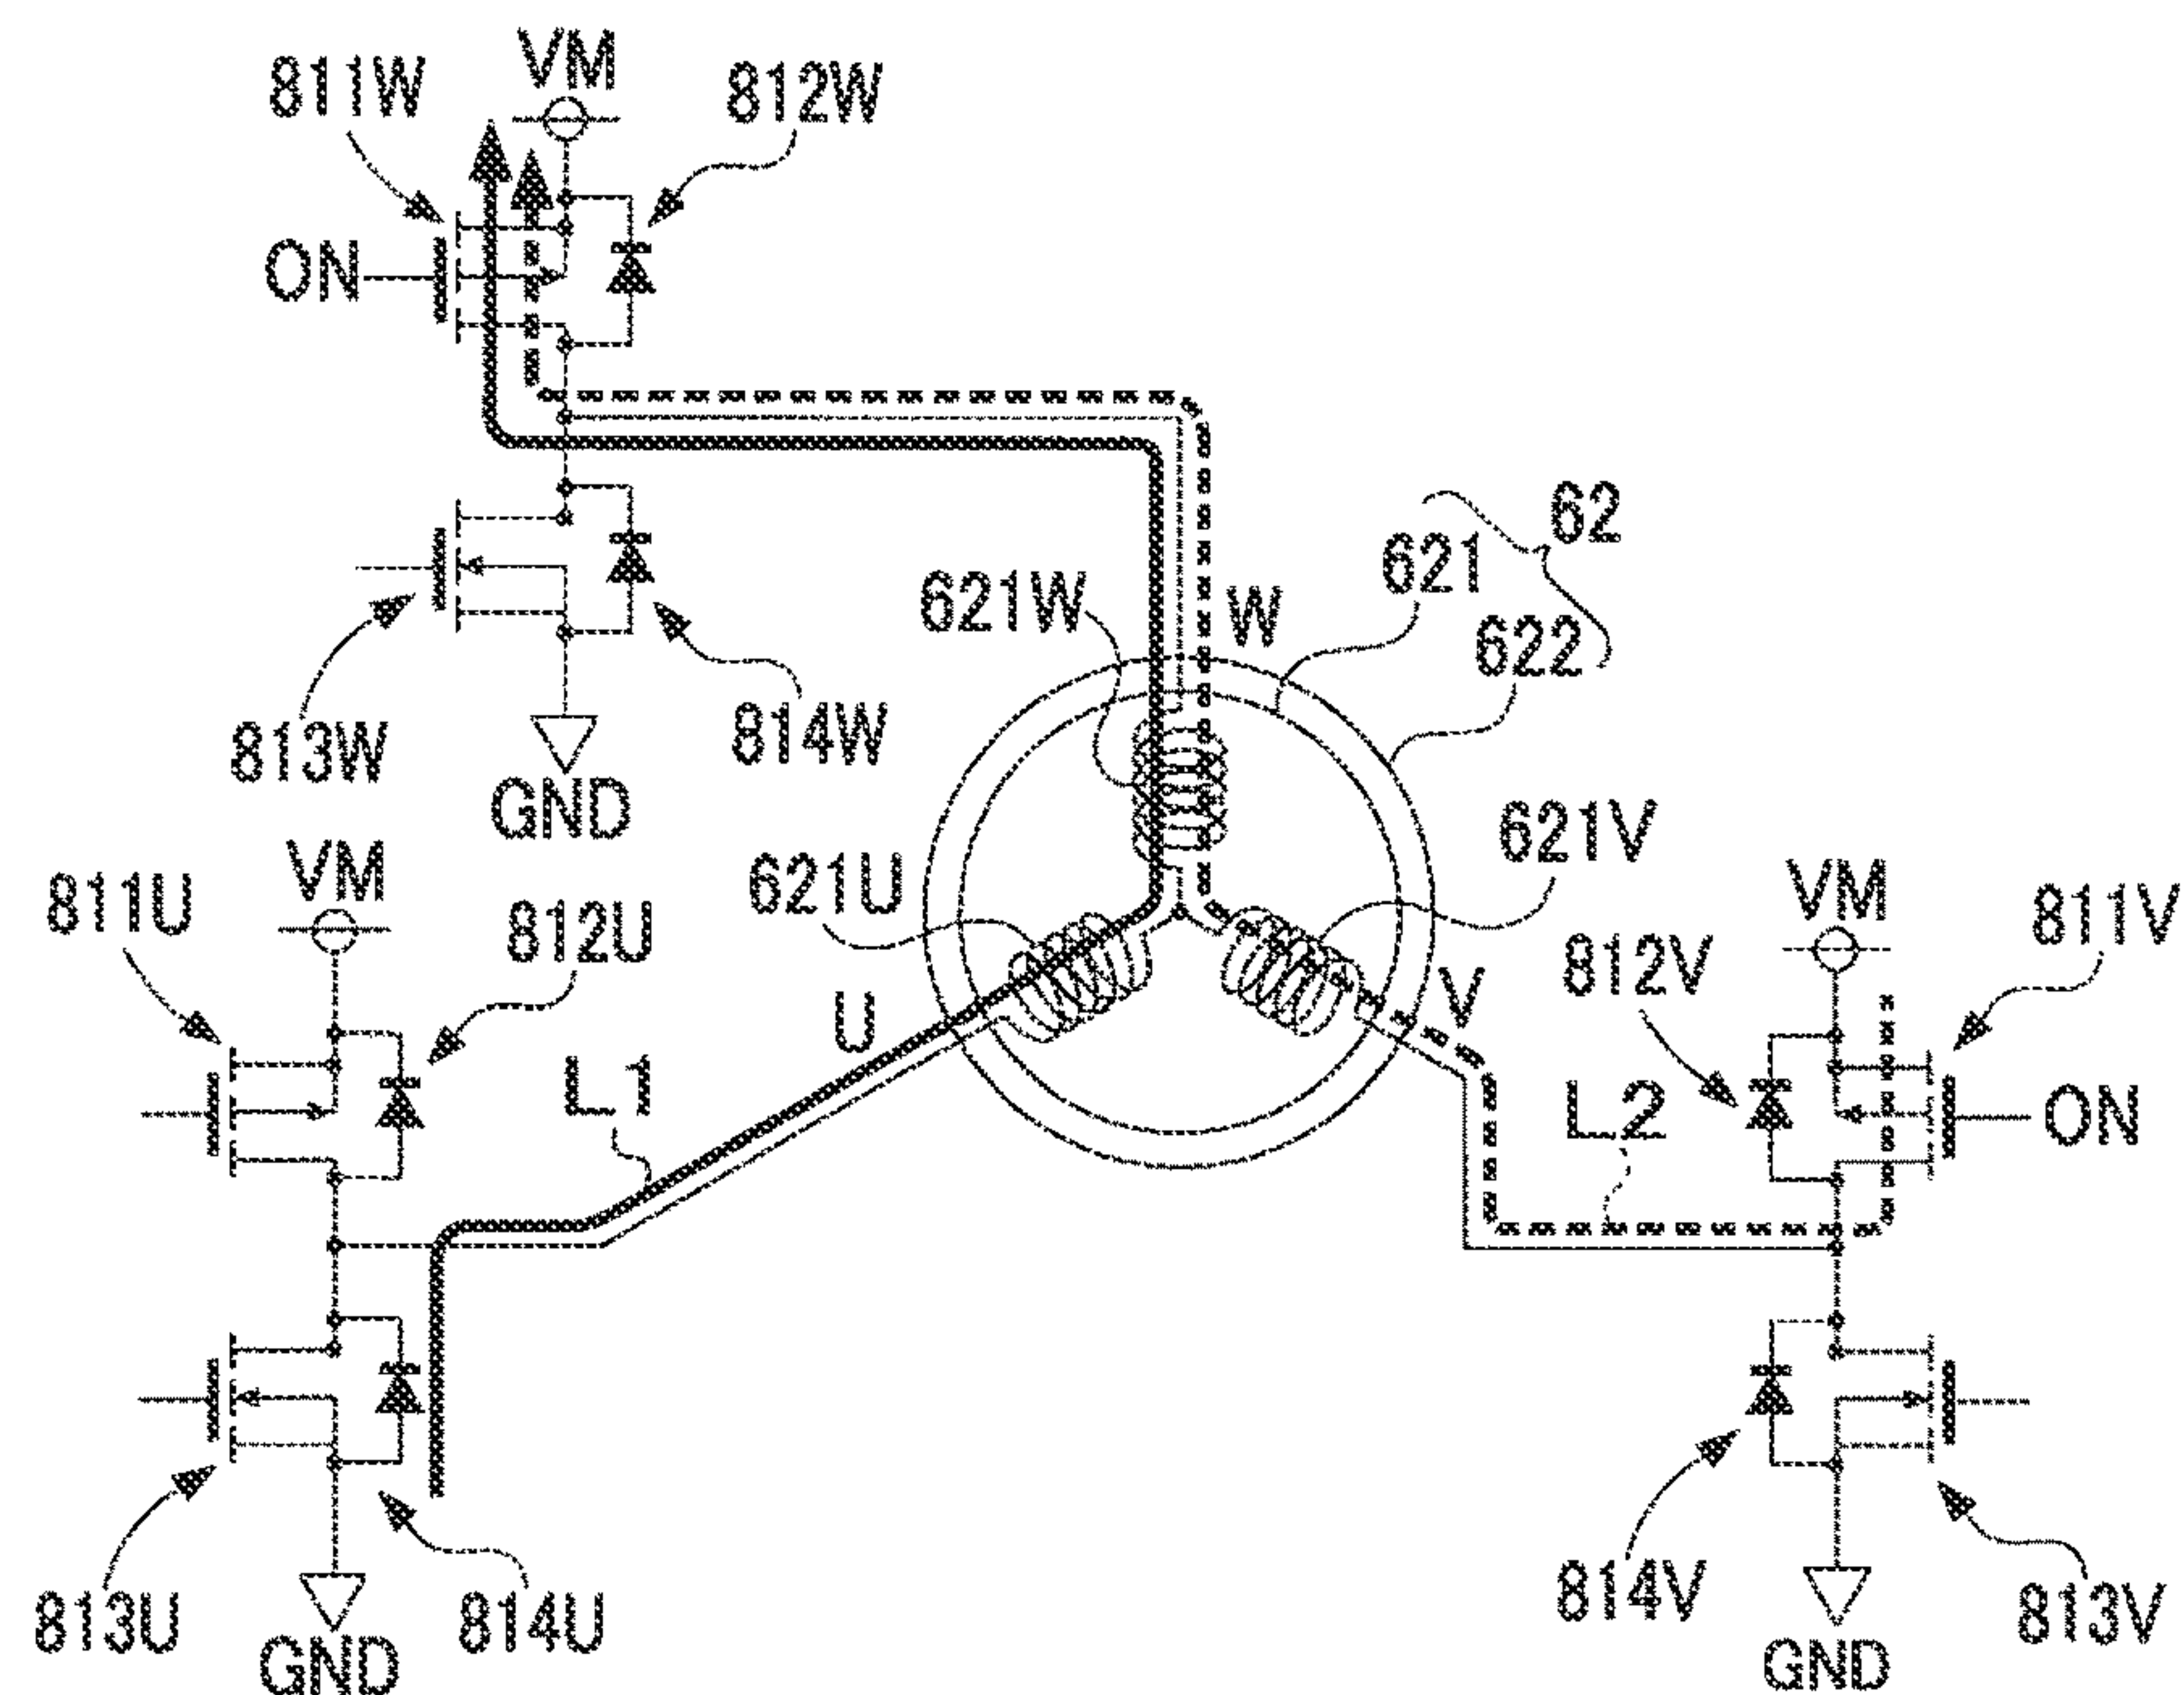 VM
811W
812W
ON
62
621
621W
W
622
813W
814W
GND
621V
VM
621U
VM
811U
812U
811V
812V
U
V
L1
L2
ON
813U
814U
814V
813V
GND
GND